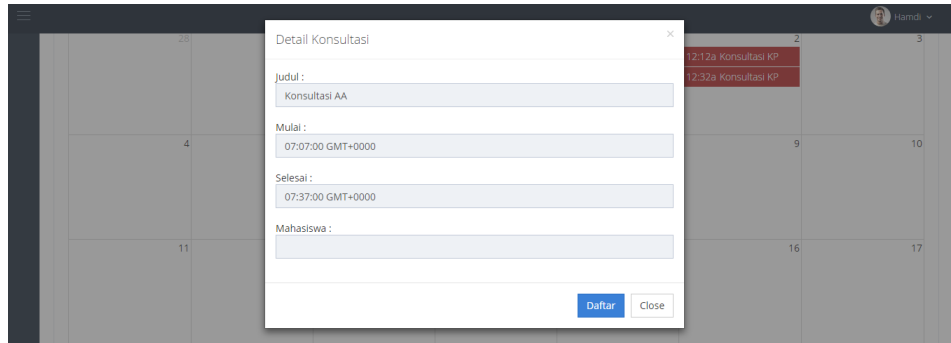 Hamdi
28
2
3
12:12a Konsultasi KP
12:32a Konsultasi KP
Detail Konsultasi
×
Judul :
Konsultasi AA
Mulai :
07:07:00 GMT+0000
Selesai :
07:37:00 GMT+0000
Mahasiswa :
Daftar Close
4
9
10
11
16
17